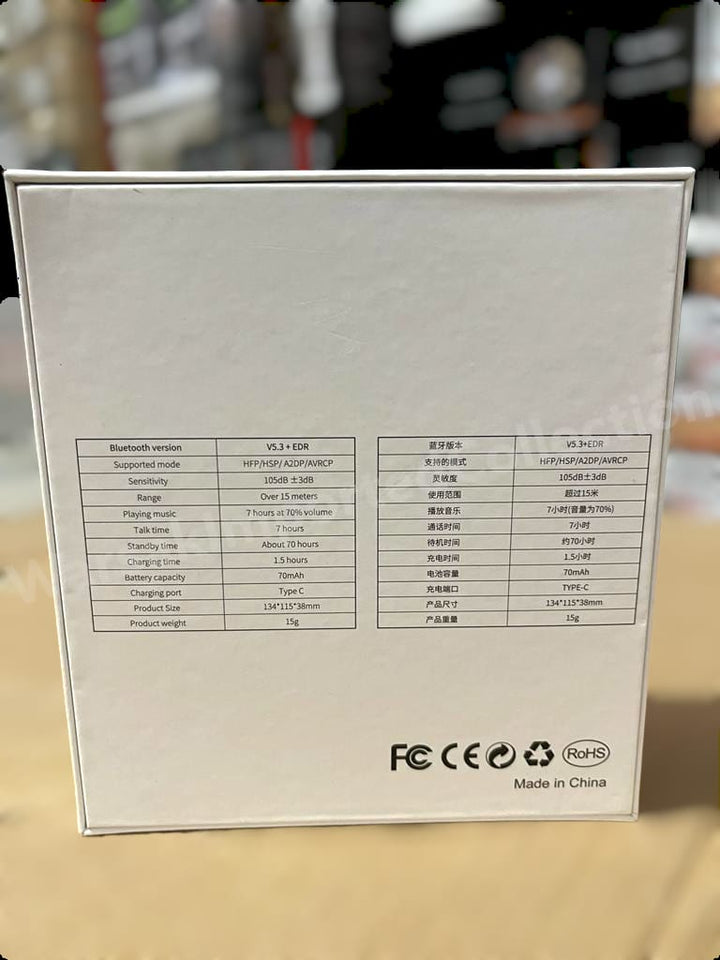 Bluetooth version V5.3 + EDR
Supported mode HFP/HSP/ A2DP/AVRCP
Sensitivity 105dB ±3dB
Range Over 15 meters
Playing music 7 hours at 70% volume
Talk time 7 hours
Standby time About 70 hours
Charging time 1.5 hours
Battery capacity 70mAh
Charging port Type C
Product Size 134*115*38mm
Product weight 15g
蓝牙版本 V5.3+EDR
支持的模式 HFP/HSP/A2DP/AVRCP
灵敏度 105dB±3dB
使用范围 超过15米
播放音乐 7小时(音量为70%)
通话时间 7小时
待机时间 约70小时
充电时间 1.5小时
电池容量 70mAh
充电端口 TYPE-C
产品尺寸 134*115*38mm
产品重量 15g
FC CE RoHS
Made in China